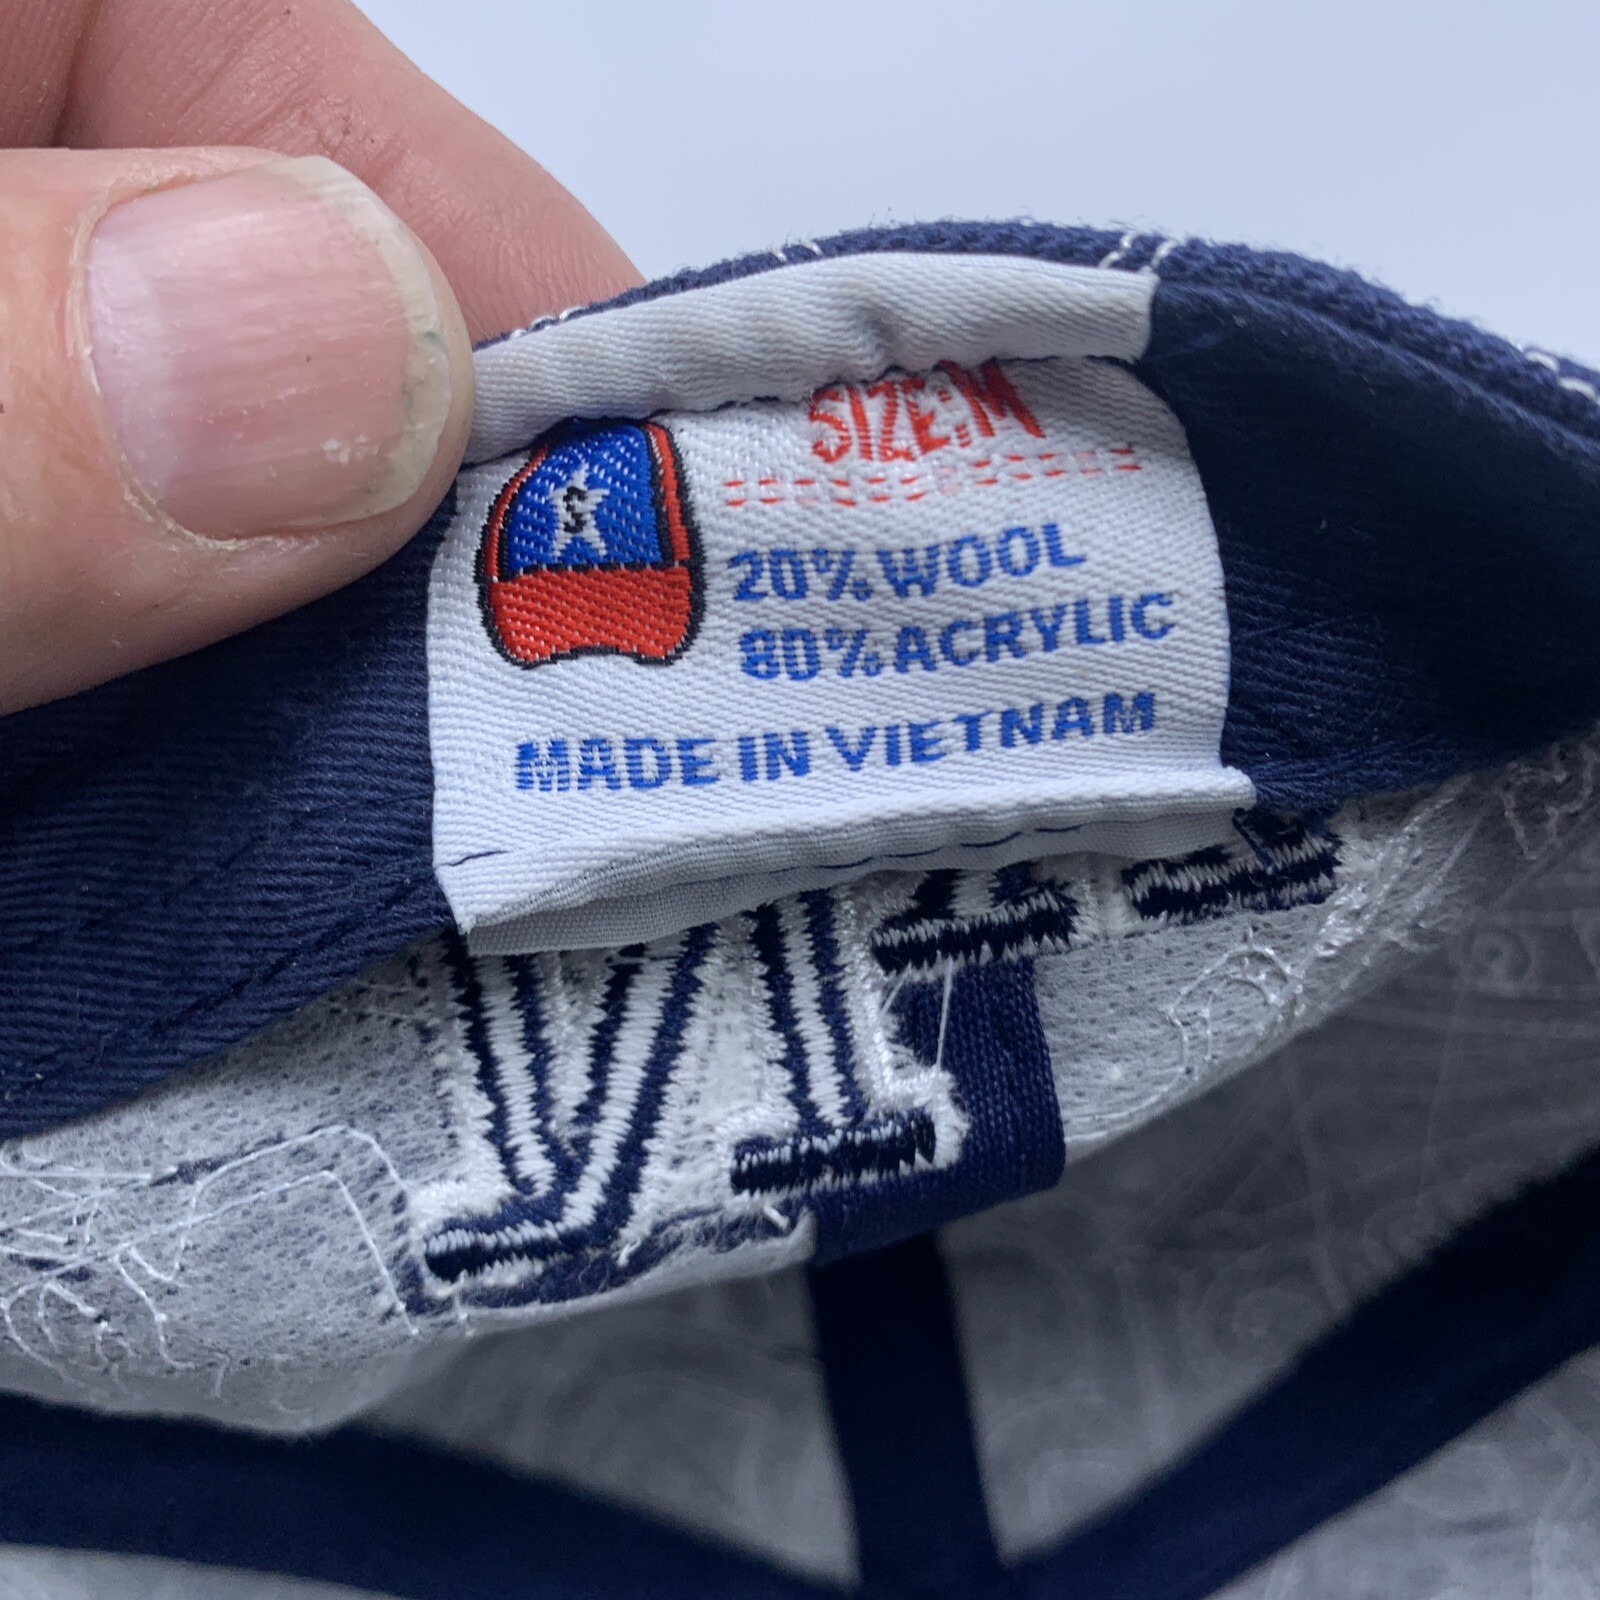 SIZE:M
S
20% WOOL
80% ACRYLIC
MADE IN VIETNAM